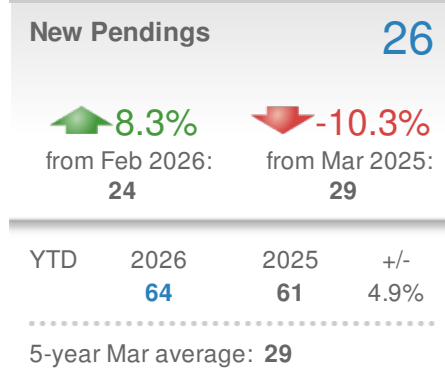 New Pendings 26
8.3% -10.3%
from Feb 2026: from Mar 2025:
24 29
YTD 2026 2025 +/-
64 61 4.9%
5-year Mar average: 29